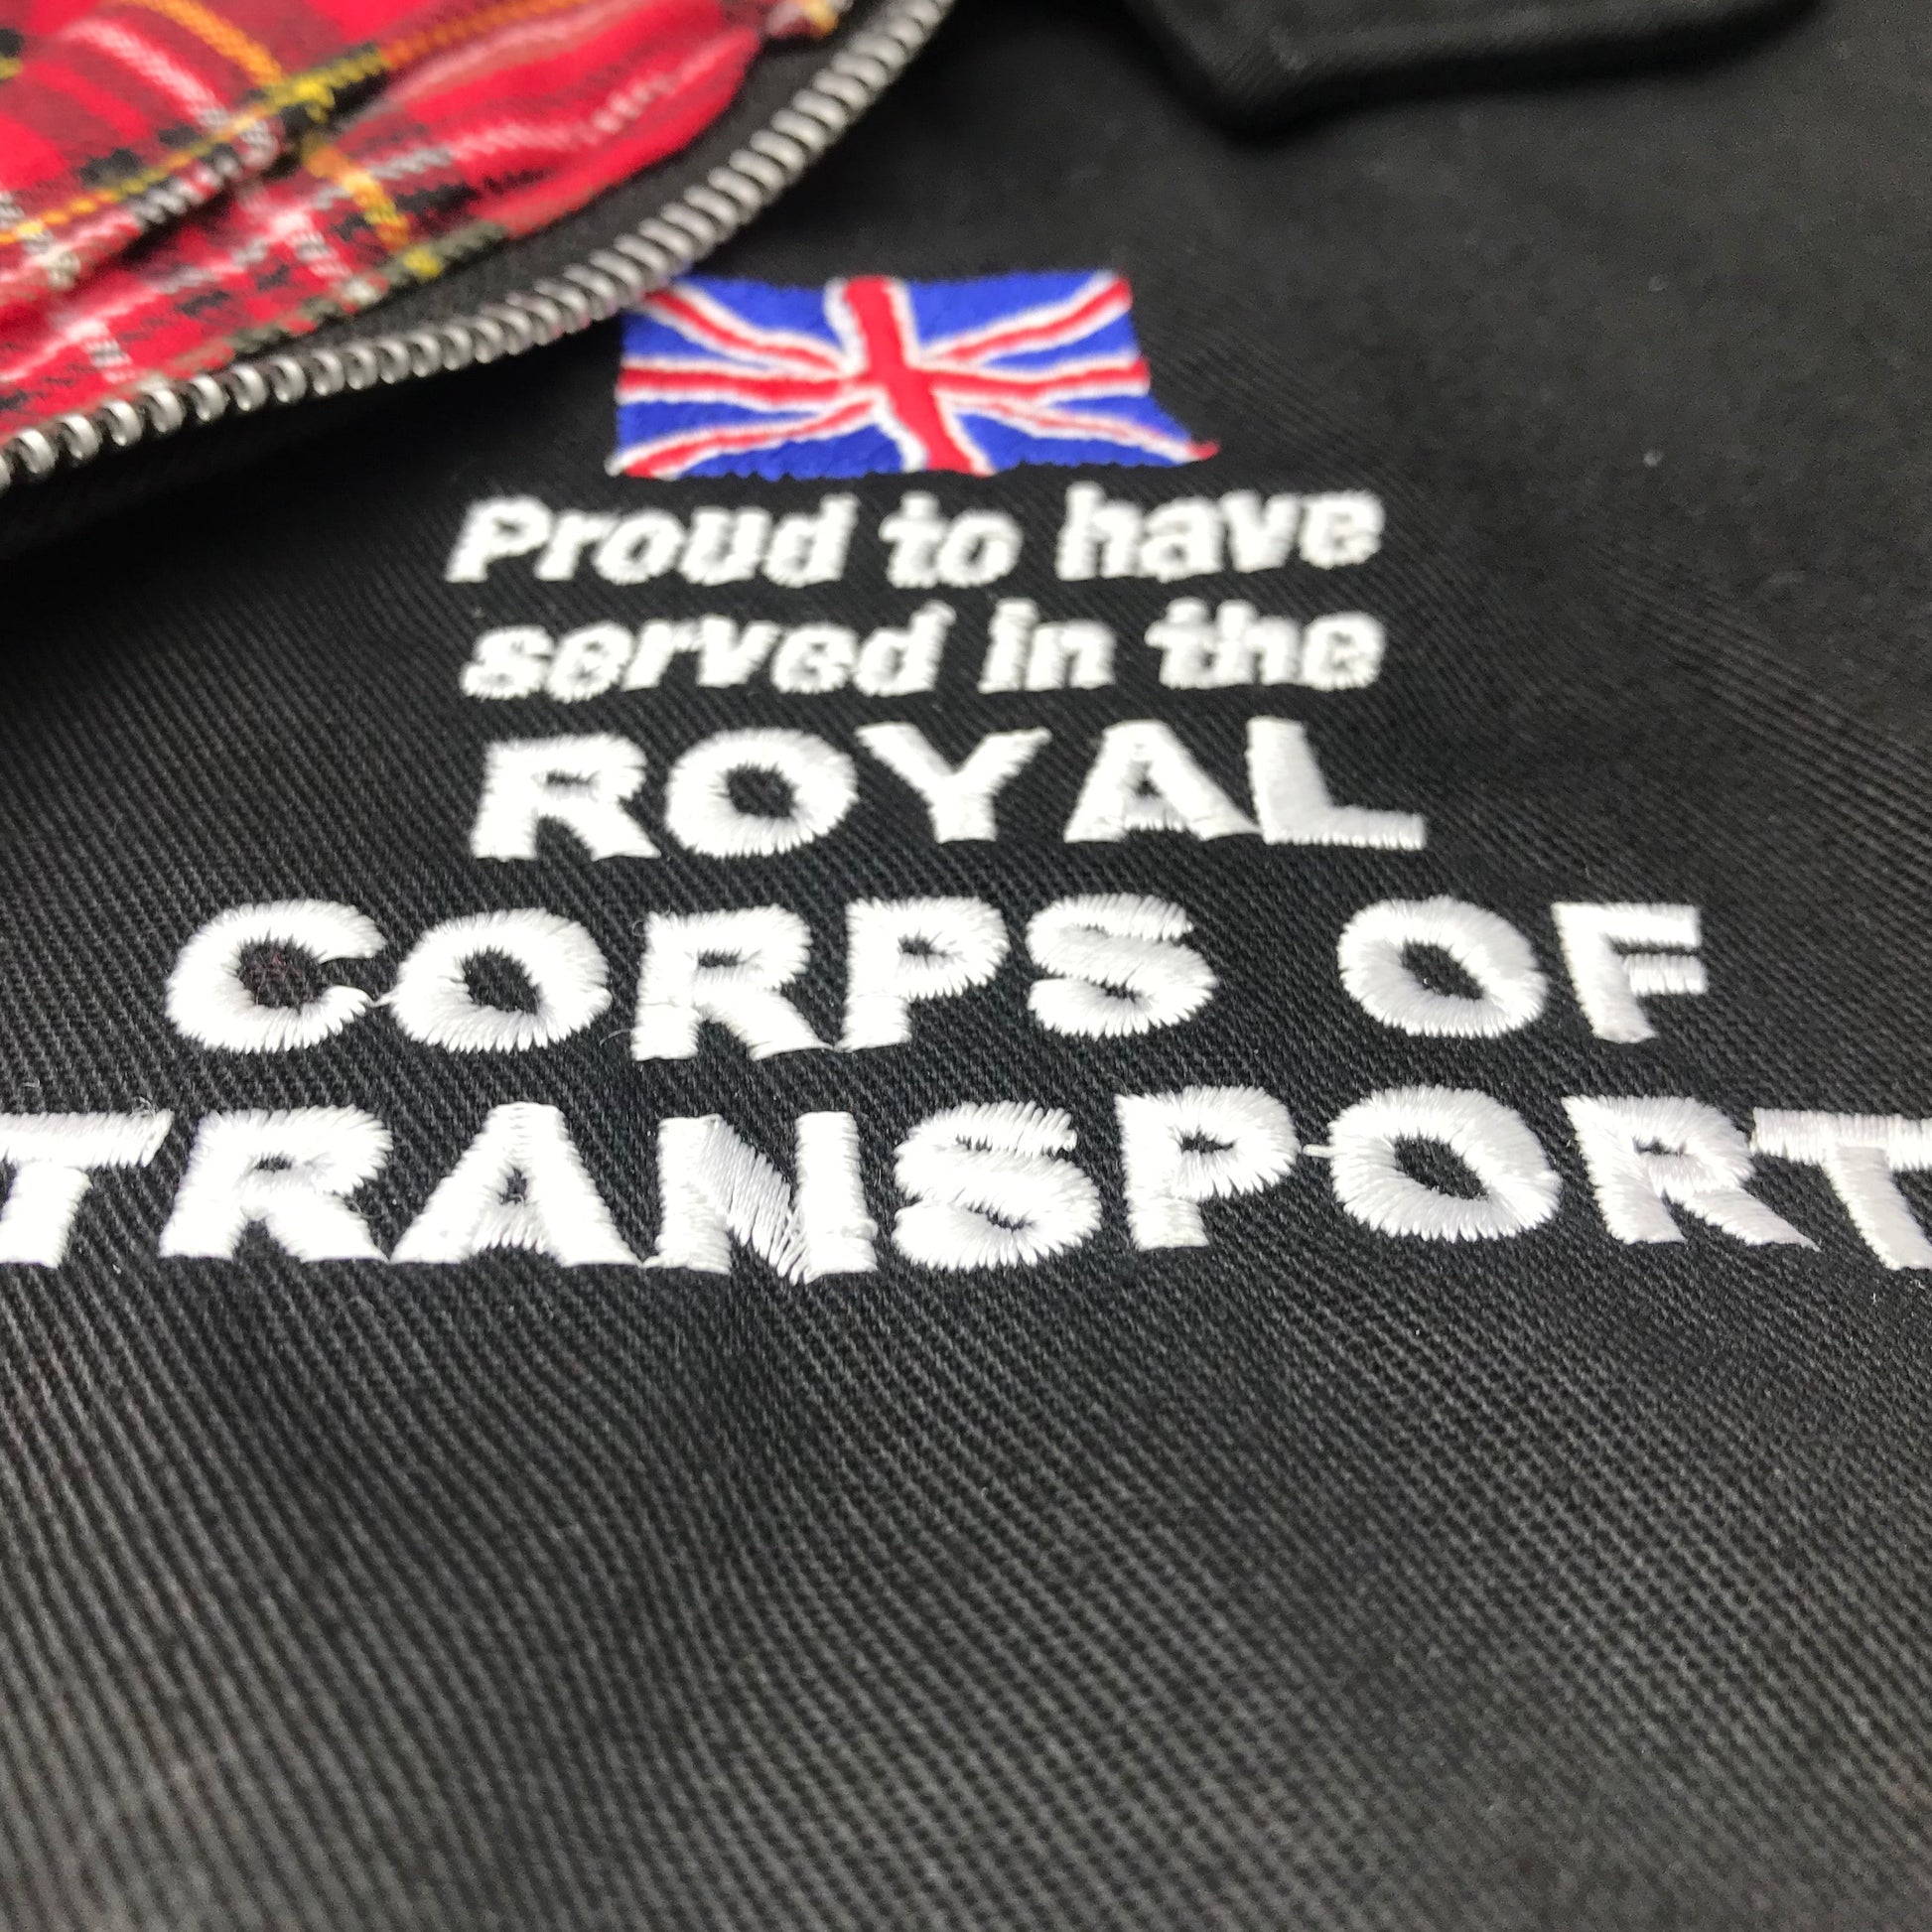 Proud to have
served in the
ROYAL
CORPS OF
TRANSPORT